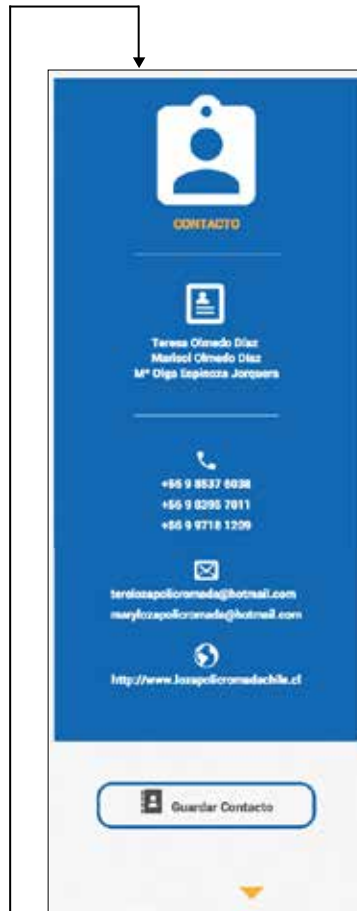 CONTACTO
Teresa Olmedo Díaz
Marisol Olmedo Díaz
Mª Olga Espinoza Jorquera
+56 9 8537 6038
+56 9 8295 7011
+56 9 9718 1209
terelozapolicromada@hotmail.com
marylozapolicromada@hotmail.com
http://www.lozapolicromadachile.cl
Guardar Contacto